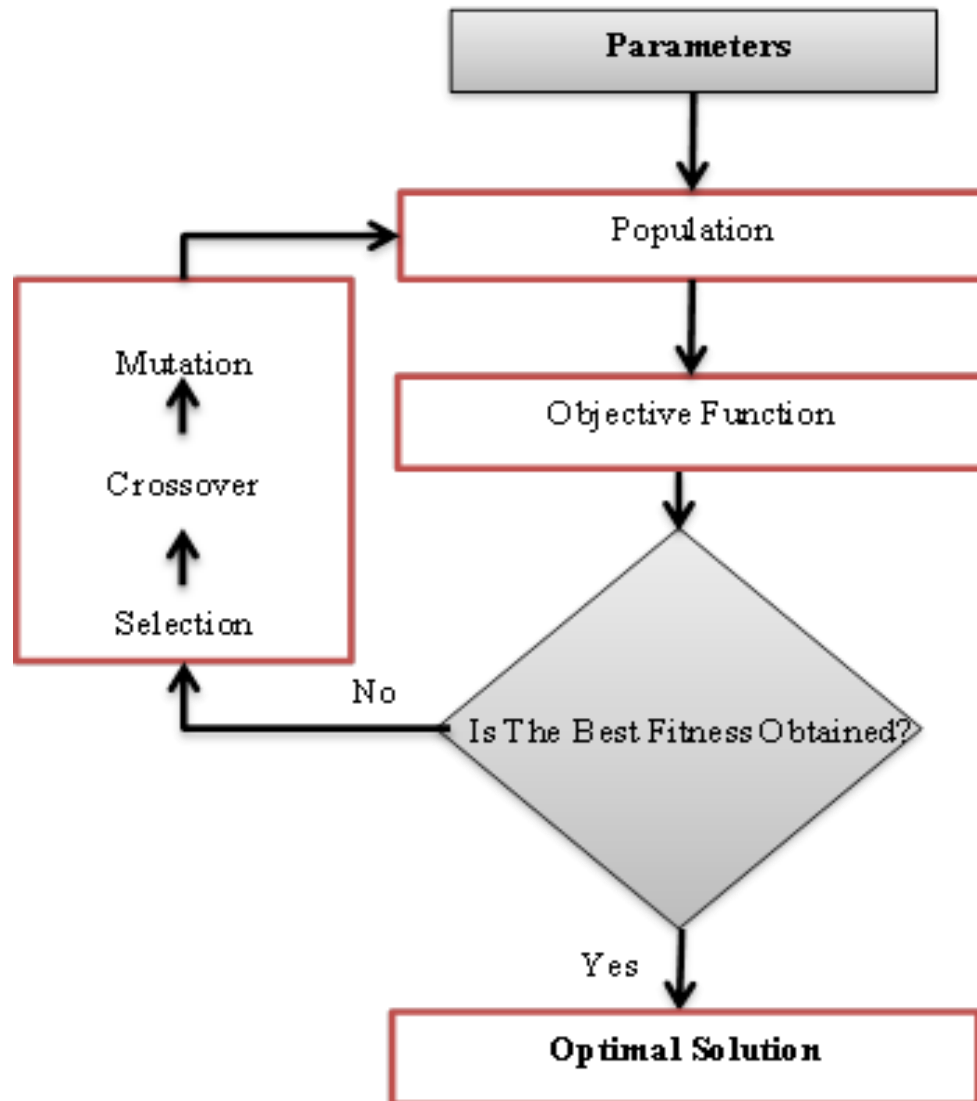 Parameters
Population
Mutation
Objective Function
Crossover
Selection
No
Is The Best Fitness Obtained?
Yes
Optimal Solution